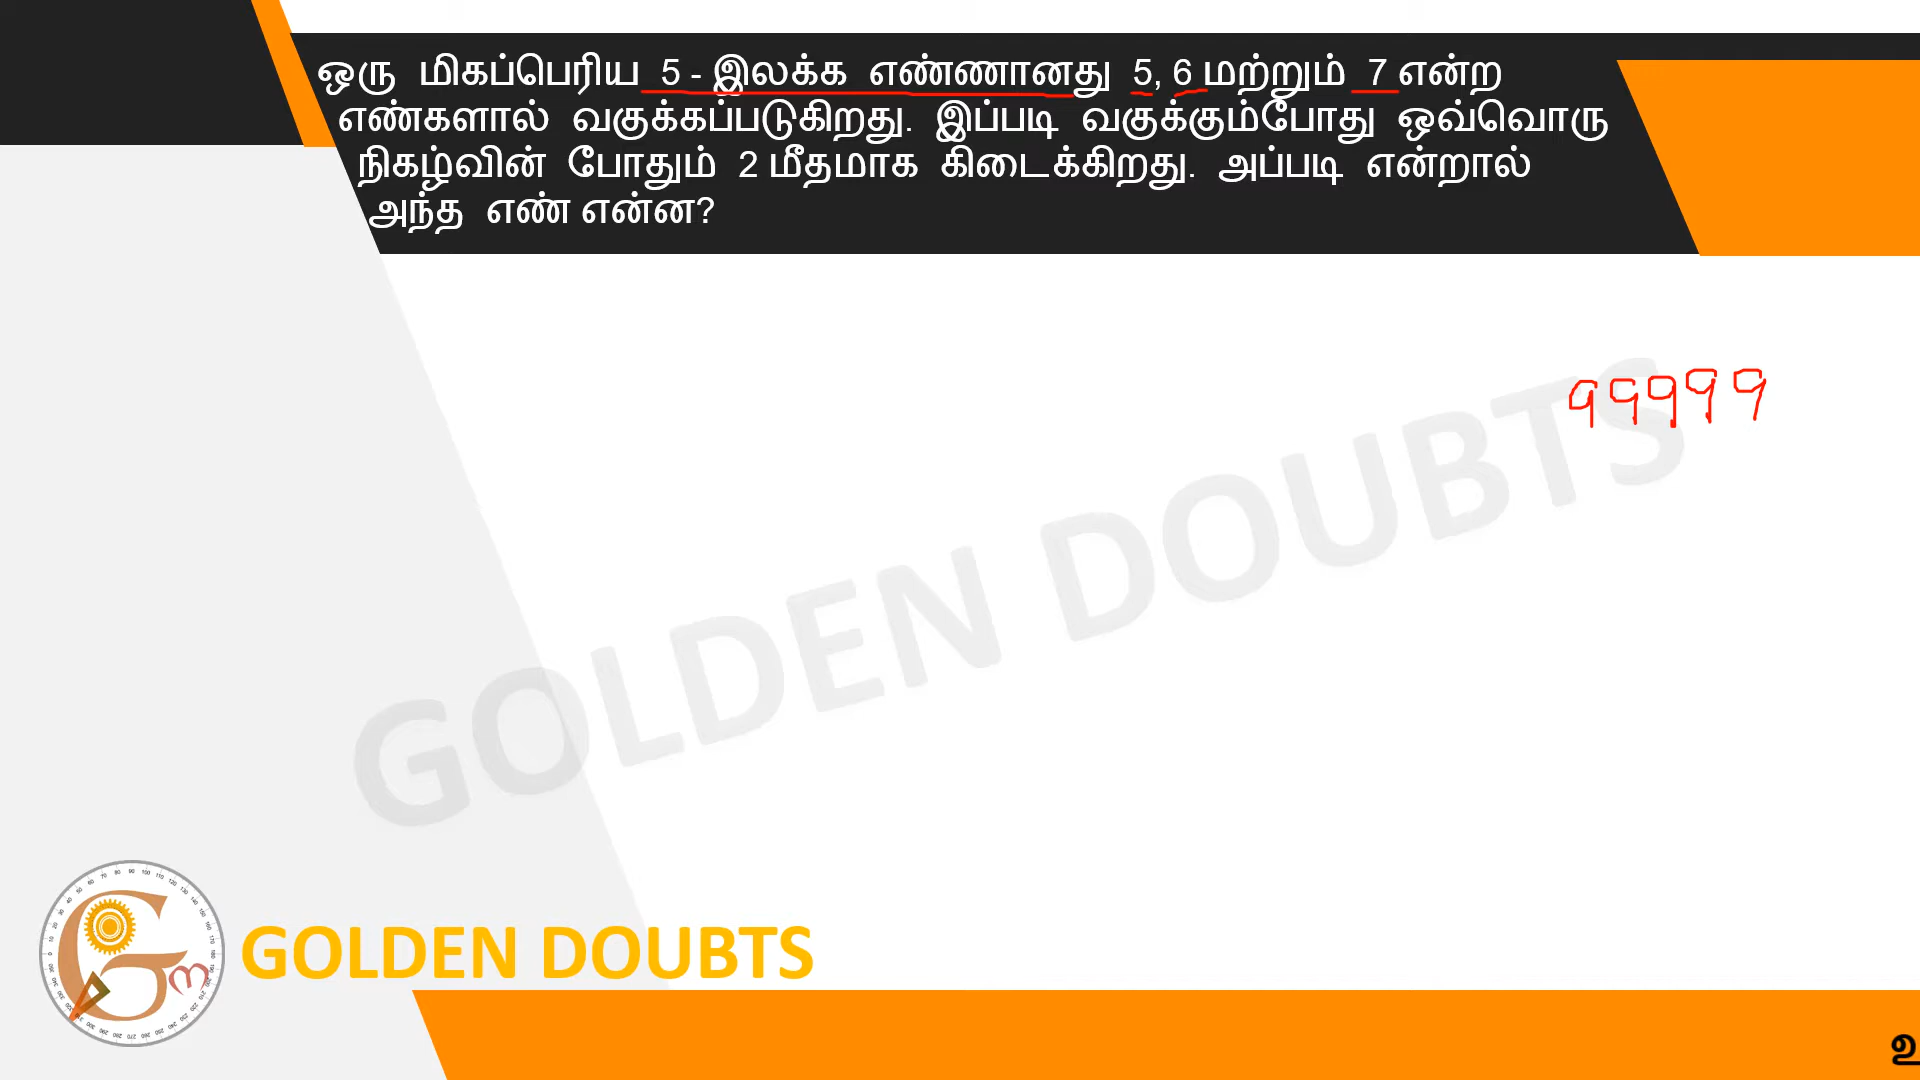 ஒரு மிகப்பெரிய 5 - இலக்க எண்ணானது 5, 6 மற்றும் 7 என்ற
எண்களால் வகுக்கப்படுகிறது. இப்படி வகுக்கும்போது ஒவ்வொரு
நிகழ்வின் போதும் 2 மீதமாக கிடைக்கிறது. அப்படி என்றால்
அந்த எண் என்ன?
99999
GOLDEN DOUBTS
GOLDEN DOUBTS